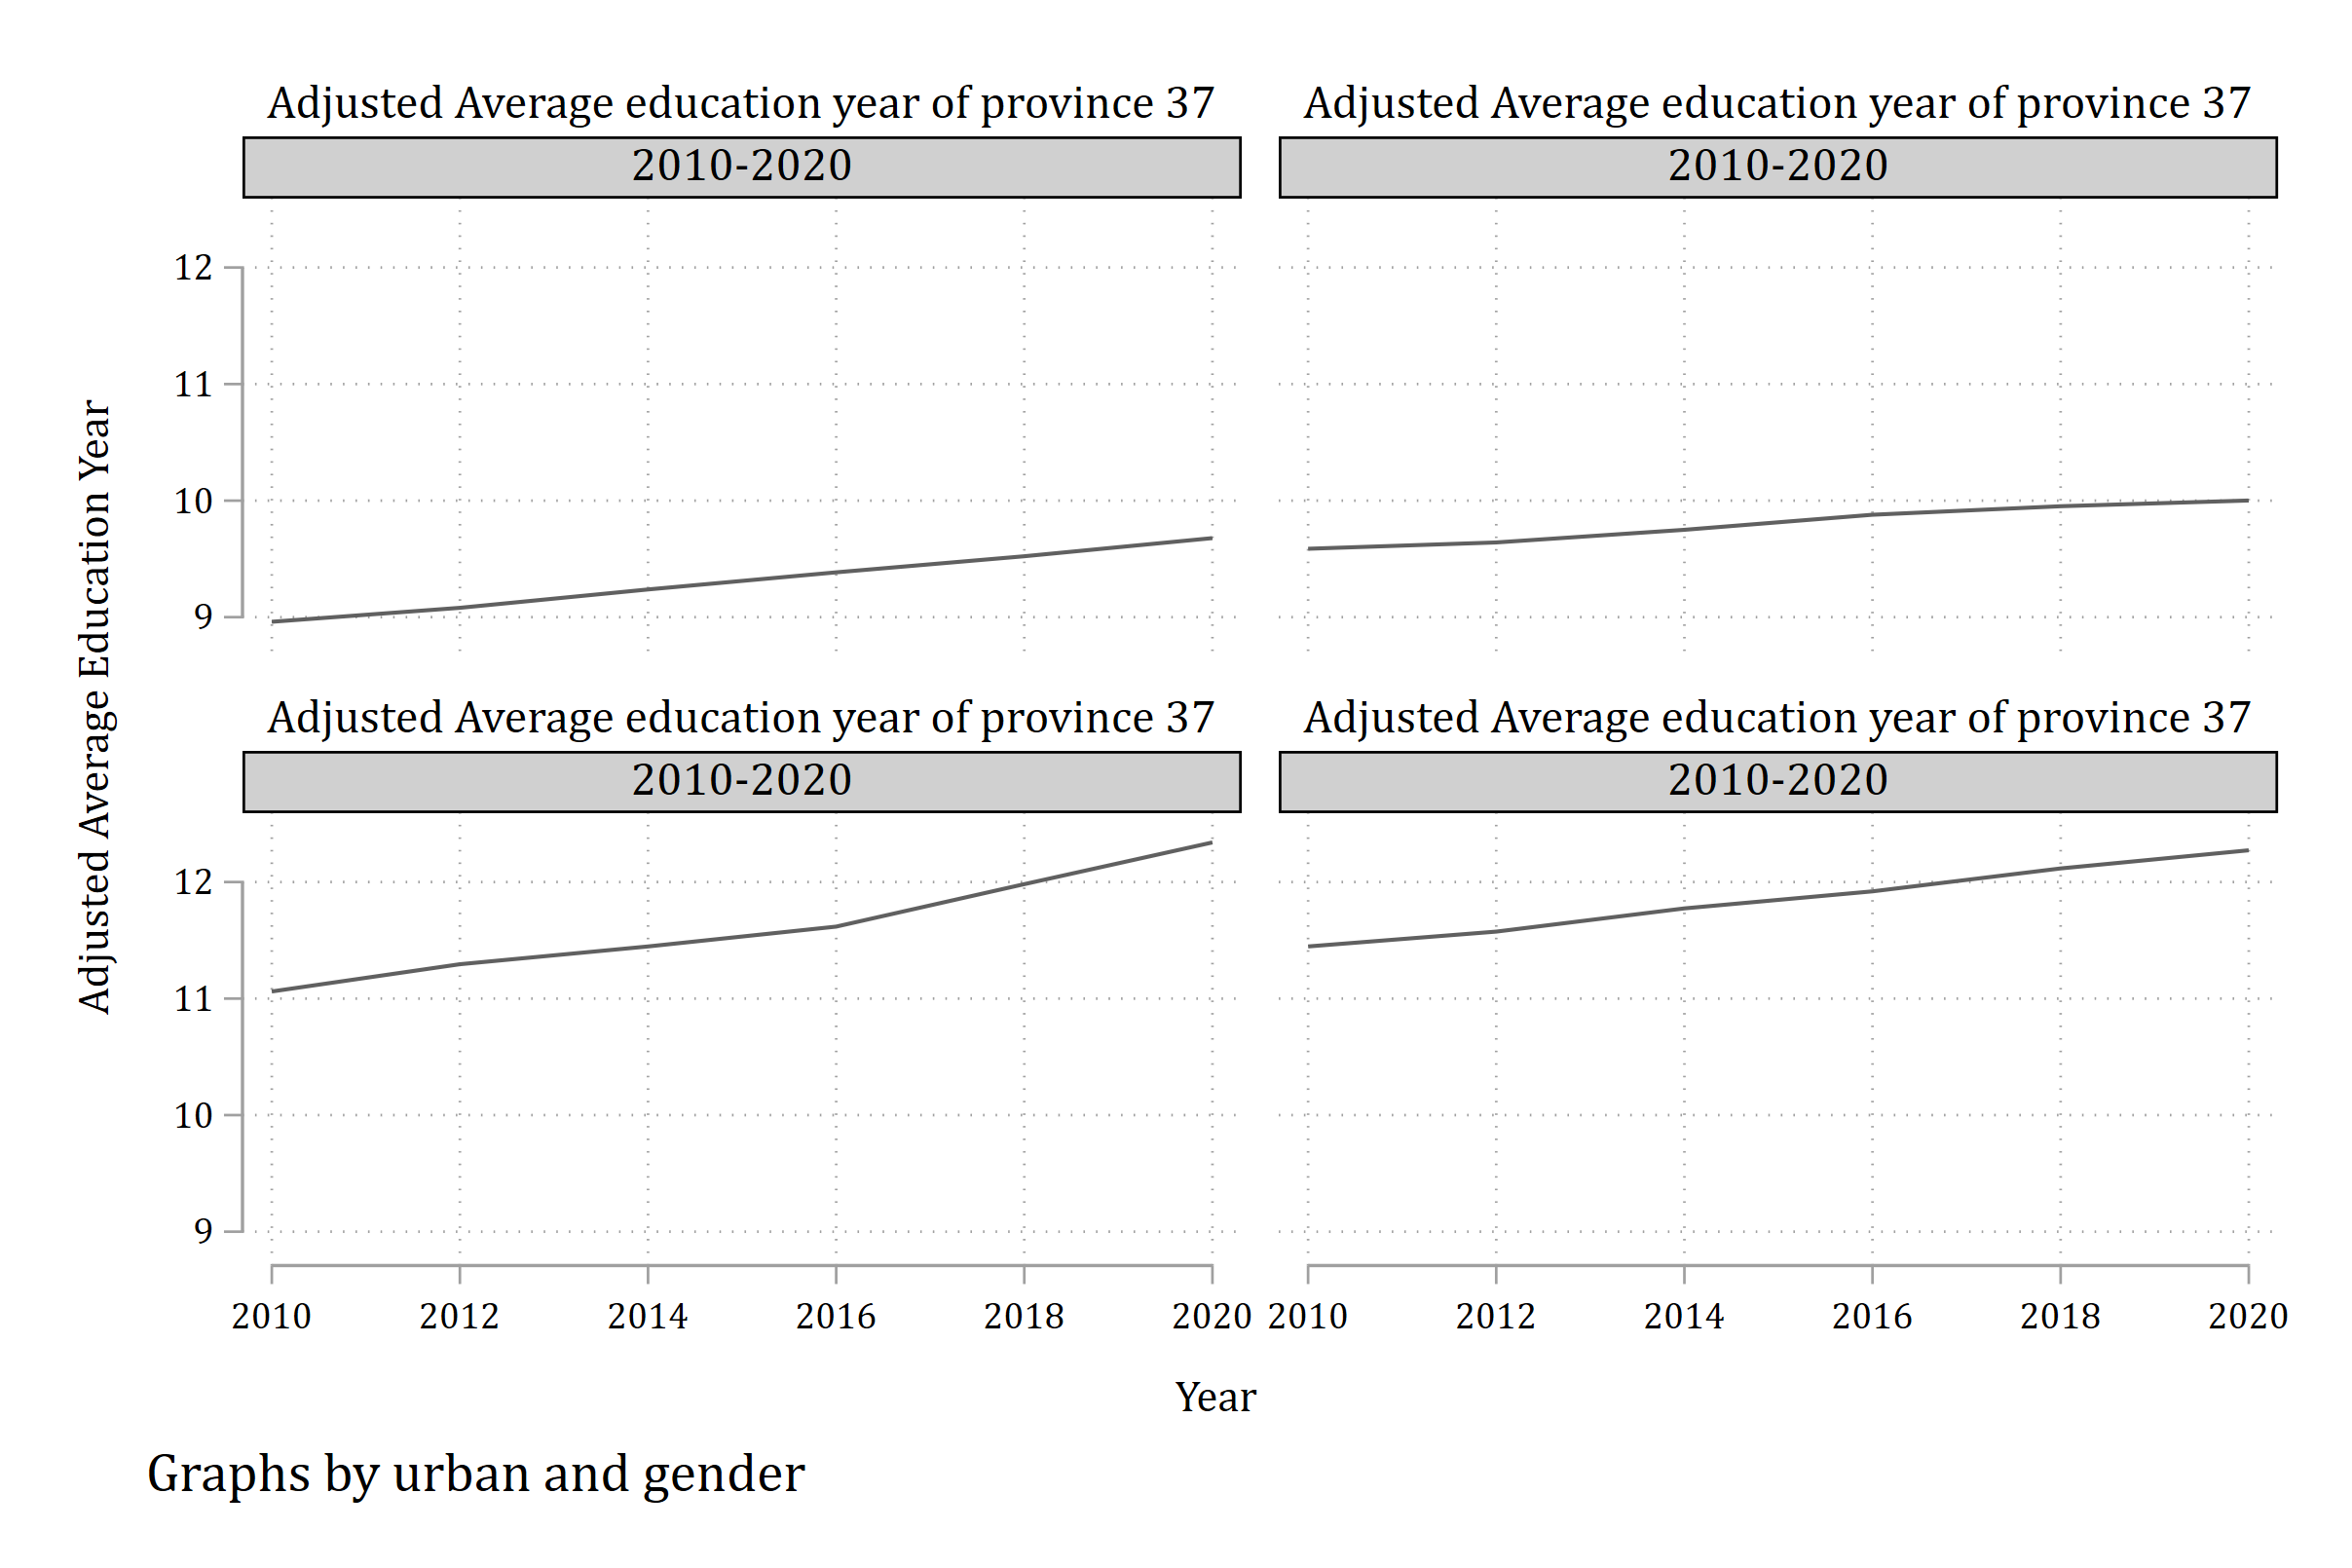 Adjusted Average education year of province 37
2010-2020
Adjusted Average education year of province 37
2010-2020
12
11
10
9
Adjusted Average education year of province 37
2010-2020
Adjusted Average education year of province 37
2010-2020
12
11
10
9
Adjusted Average Education Year
2010 2012 2014 2016 2018 2020 2010 2012 2014 2016 2018 2020
Year
Graphs by urban and gender